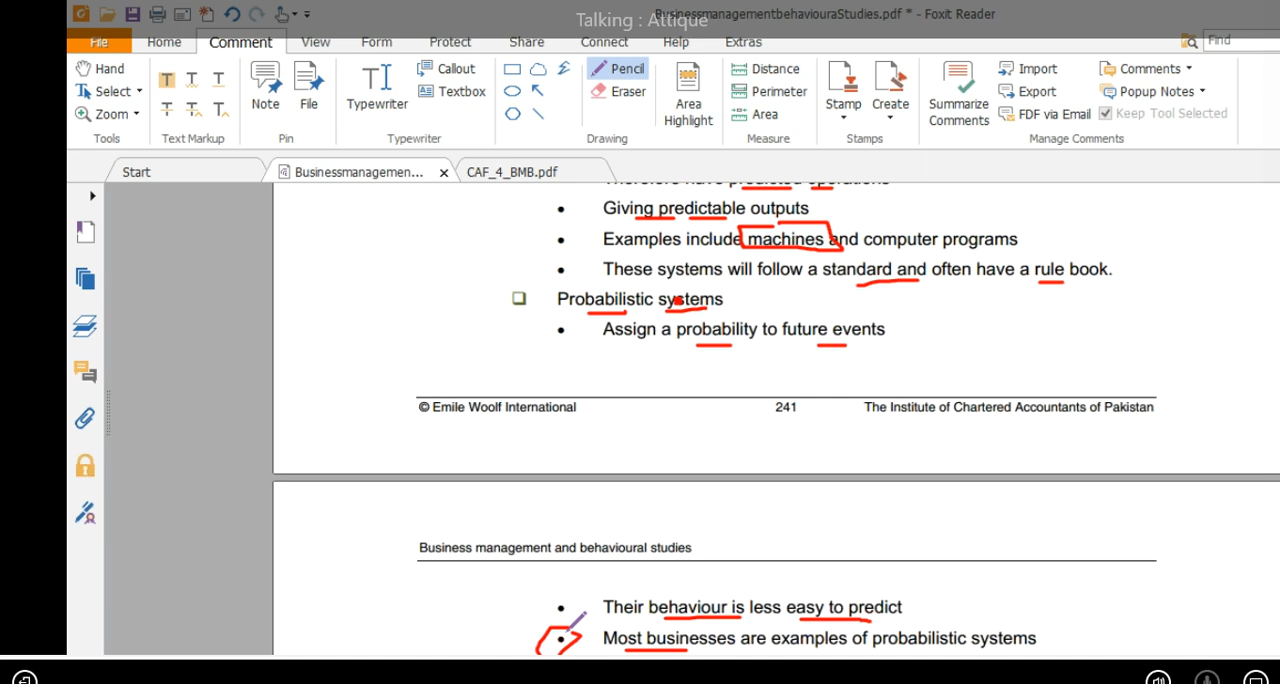 Talking : Attique
BusinessmanagementbehaviouraStudies.pdf * - Foxit Reader
File Home Comment View Form Protect Share Connect Help Extras Find
Hand
Select
Zoom
Tools
Text Markup
Note
File
Pin
Typewriter
Callout
Textbox
Typewriter
Pencil
Eraser
Area
Highlight
Drawing
Distance
Perimeter
Area
Measure
Stamp
Create
Stamps
Summarize
Comments
Import
Export
FDF via Email
Comments
Popup Notes
Keep Tool Selected
Manage Comments
Start
Businessmanagemen... ×
CAF_4_BMB.pdf
Therefore have predicted operations
• Giving predictable outputs
• Examples include machines and computer programs
• These systems will follow a standard and often have a rule book.
❑ Probabilistic systems
• Assign a probability to future events
© Emile Woolf International 241 The Institute of Chartered Accountants of Pakistan
Business management and behavioural studies
• Their behaviour is less easy to predict
• Most businesses are examples of probabilistic systems